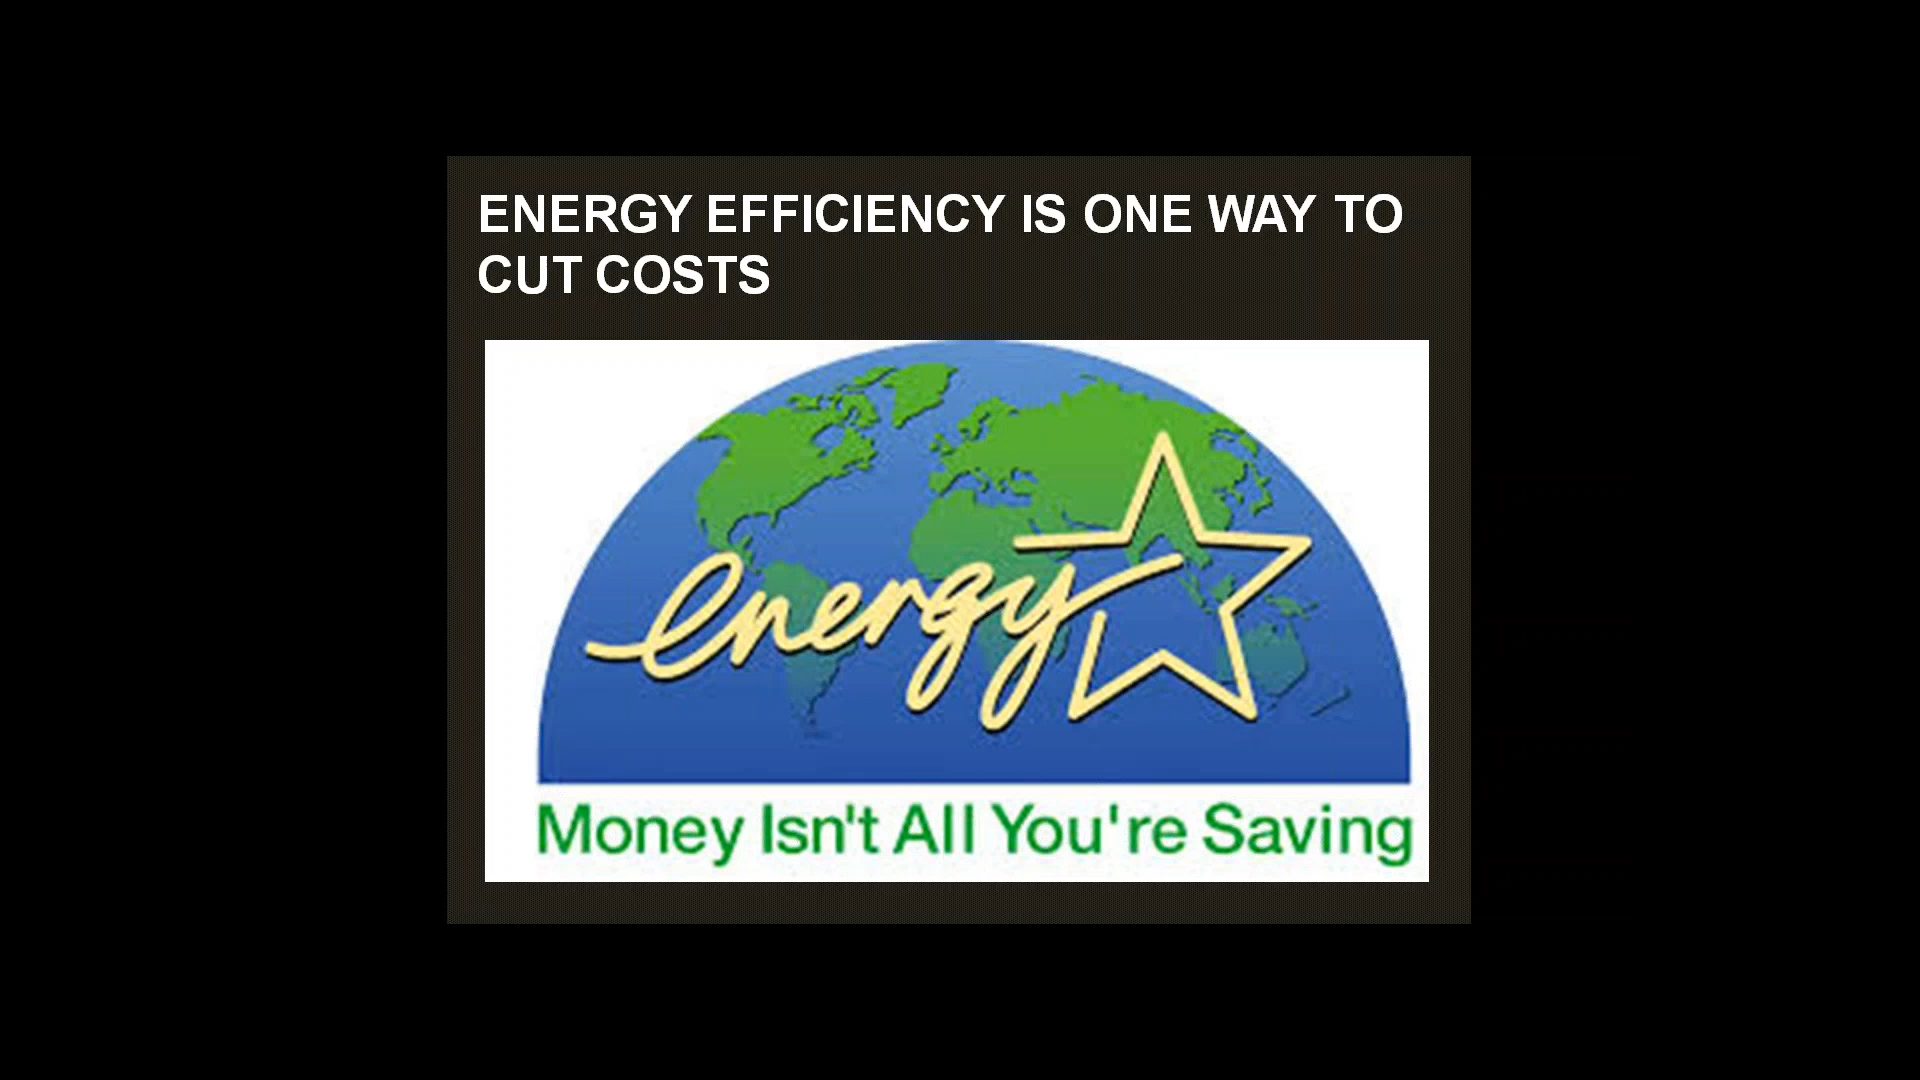 ENERGY EFFICIENCY IS ONE WAY TO
CUT COSTS
energy
Money Isn't All You're Saving